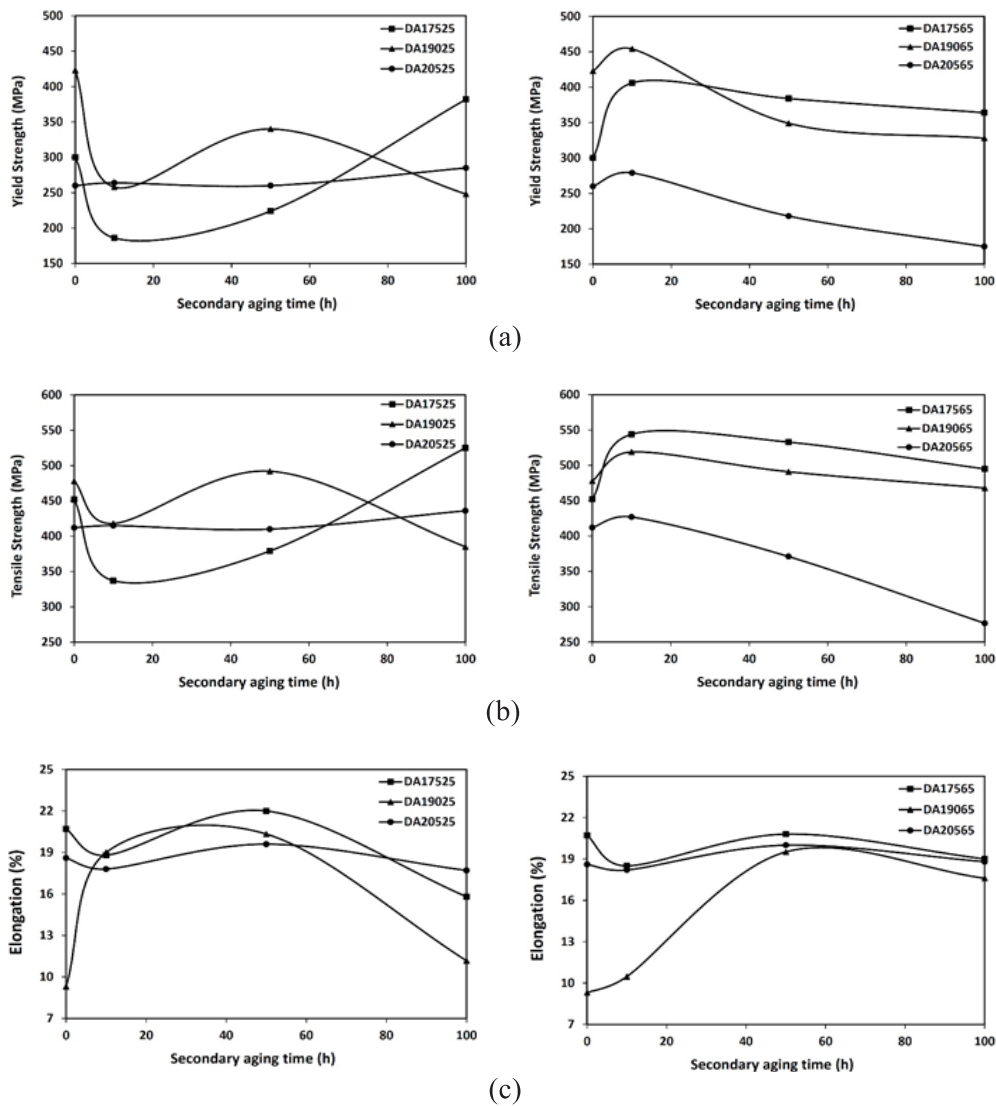 500
450
400
350
300
250
200
150
Yield Strength (MPa)
DA17525
DA19025
DA20525
0 20 40 60 80 100
Secondary aging time (h)
500
450
400
350
300
250
200
150
Yield Strength (MPa)
DA17565
DA19065
DA20565
0 20 40 60 80 100
Secondary aging time (h)
(a)
600
550
500
450
400
350
300
250
Tensile Strength (MPa)
DA17525
DA19025
DA20525
0 20 40 60 80 100
Secondary aging time (h)
600
550
500
450
400
350
300
250
Tensile Strength (MPa)
DA17565
DA19065
DA20565
0 20 40 60 80 100
Secondary aging time (h)
(b)
25
22
19
16
13
10
7
Elongation (%)
DA17525
DA19025
DA20525
0 20 40 60 80 100
Secondary aging time (h)
25
22
19
16
13
10
7
Elongation (%)
DA17565
DA19065
DA20565
0 20 40 60 80 100
Secondary aging time (h)
(c)